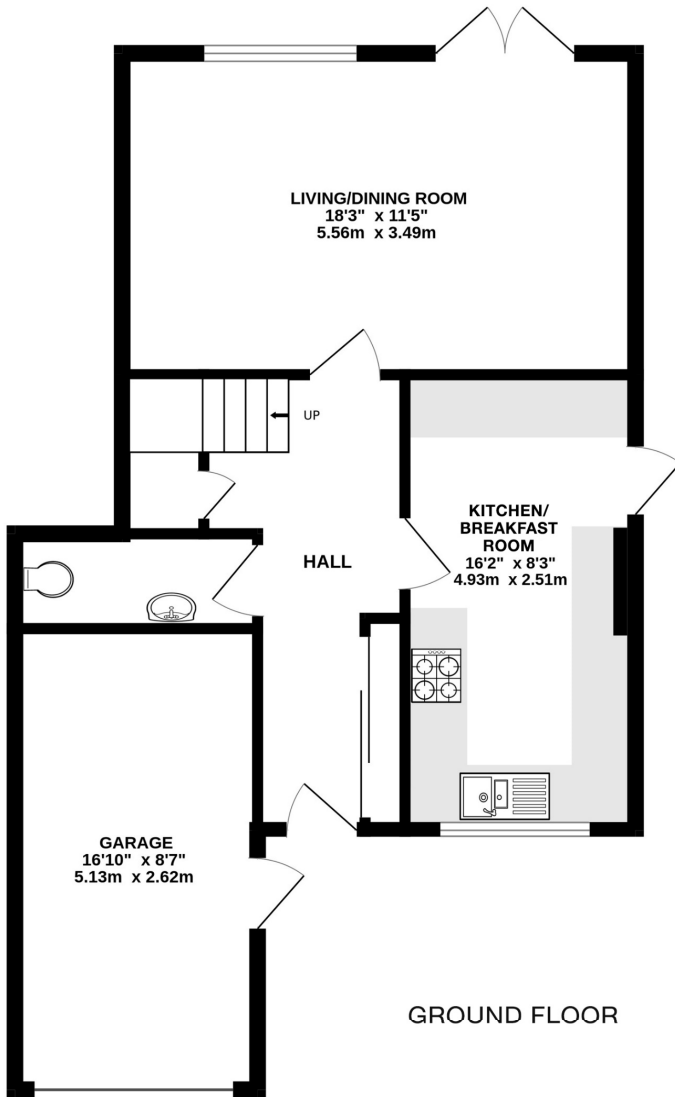 LIVING/DINING ROOM
18'3" x 11'5"
5.56m x 3.49m
UP
KITCHEN/
BREAKFAST
ROOM
16'2" x 8'3"
4.93m x 2.51m
HALL
GARAGE
16'10" x 8'7"
5.13m x 2.62m
GROUND FLOOR